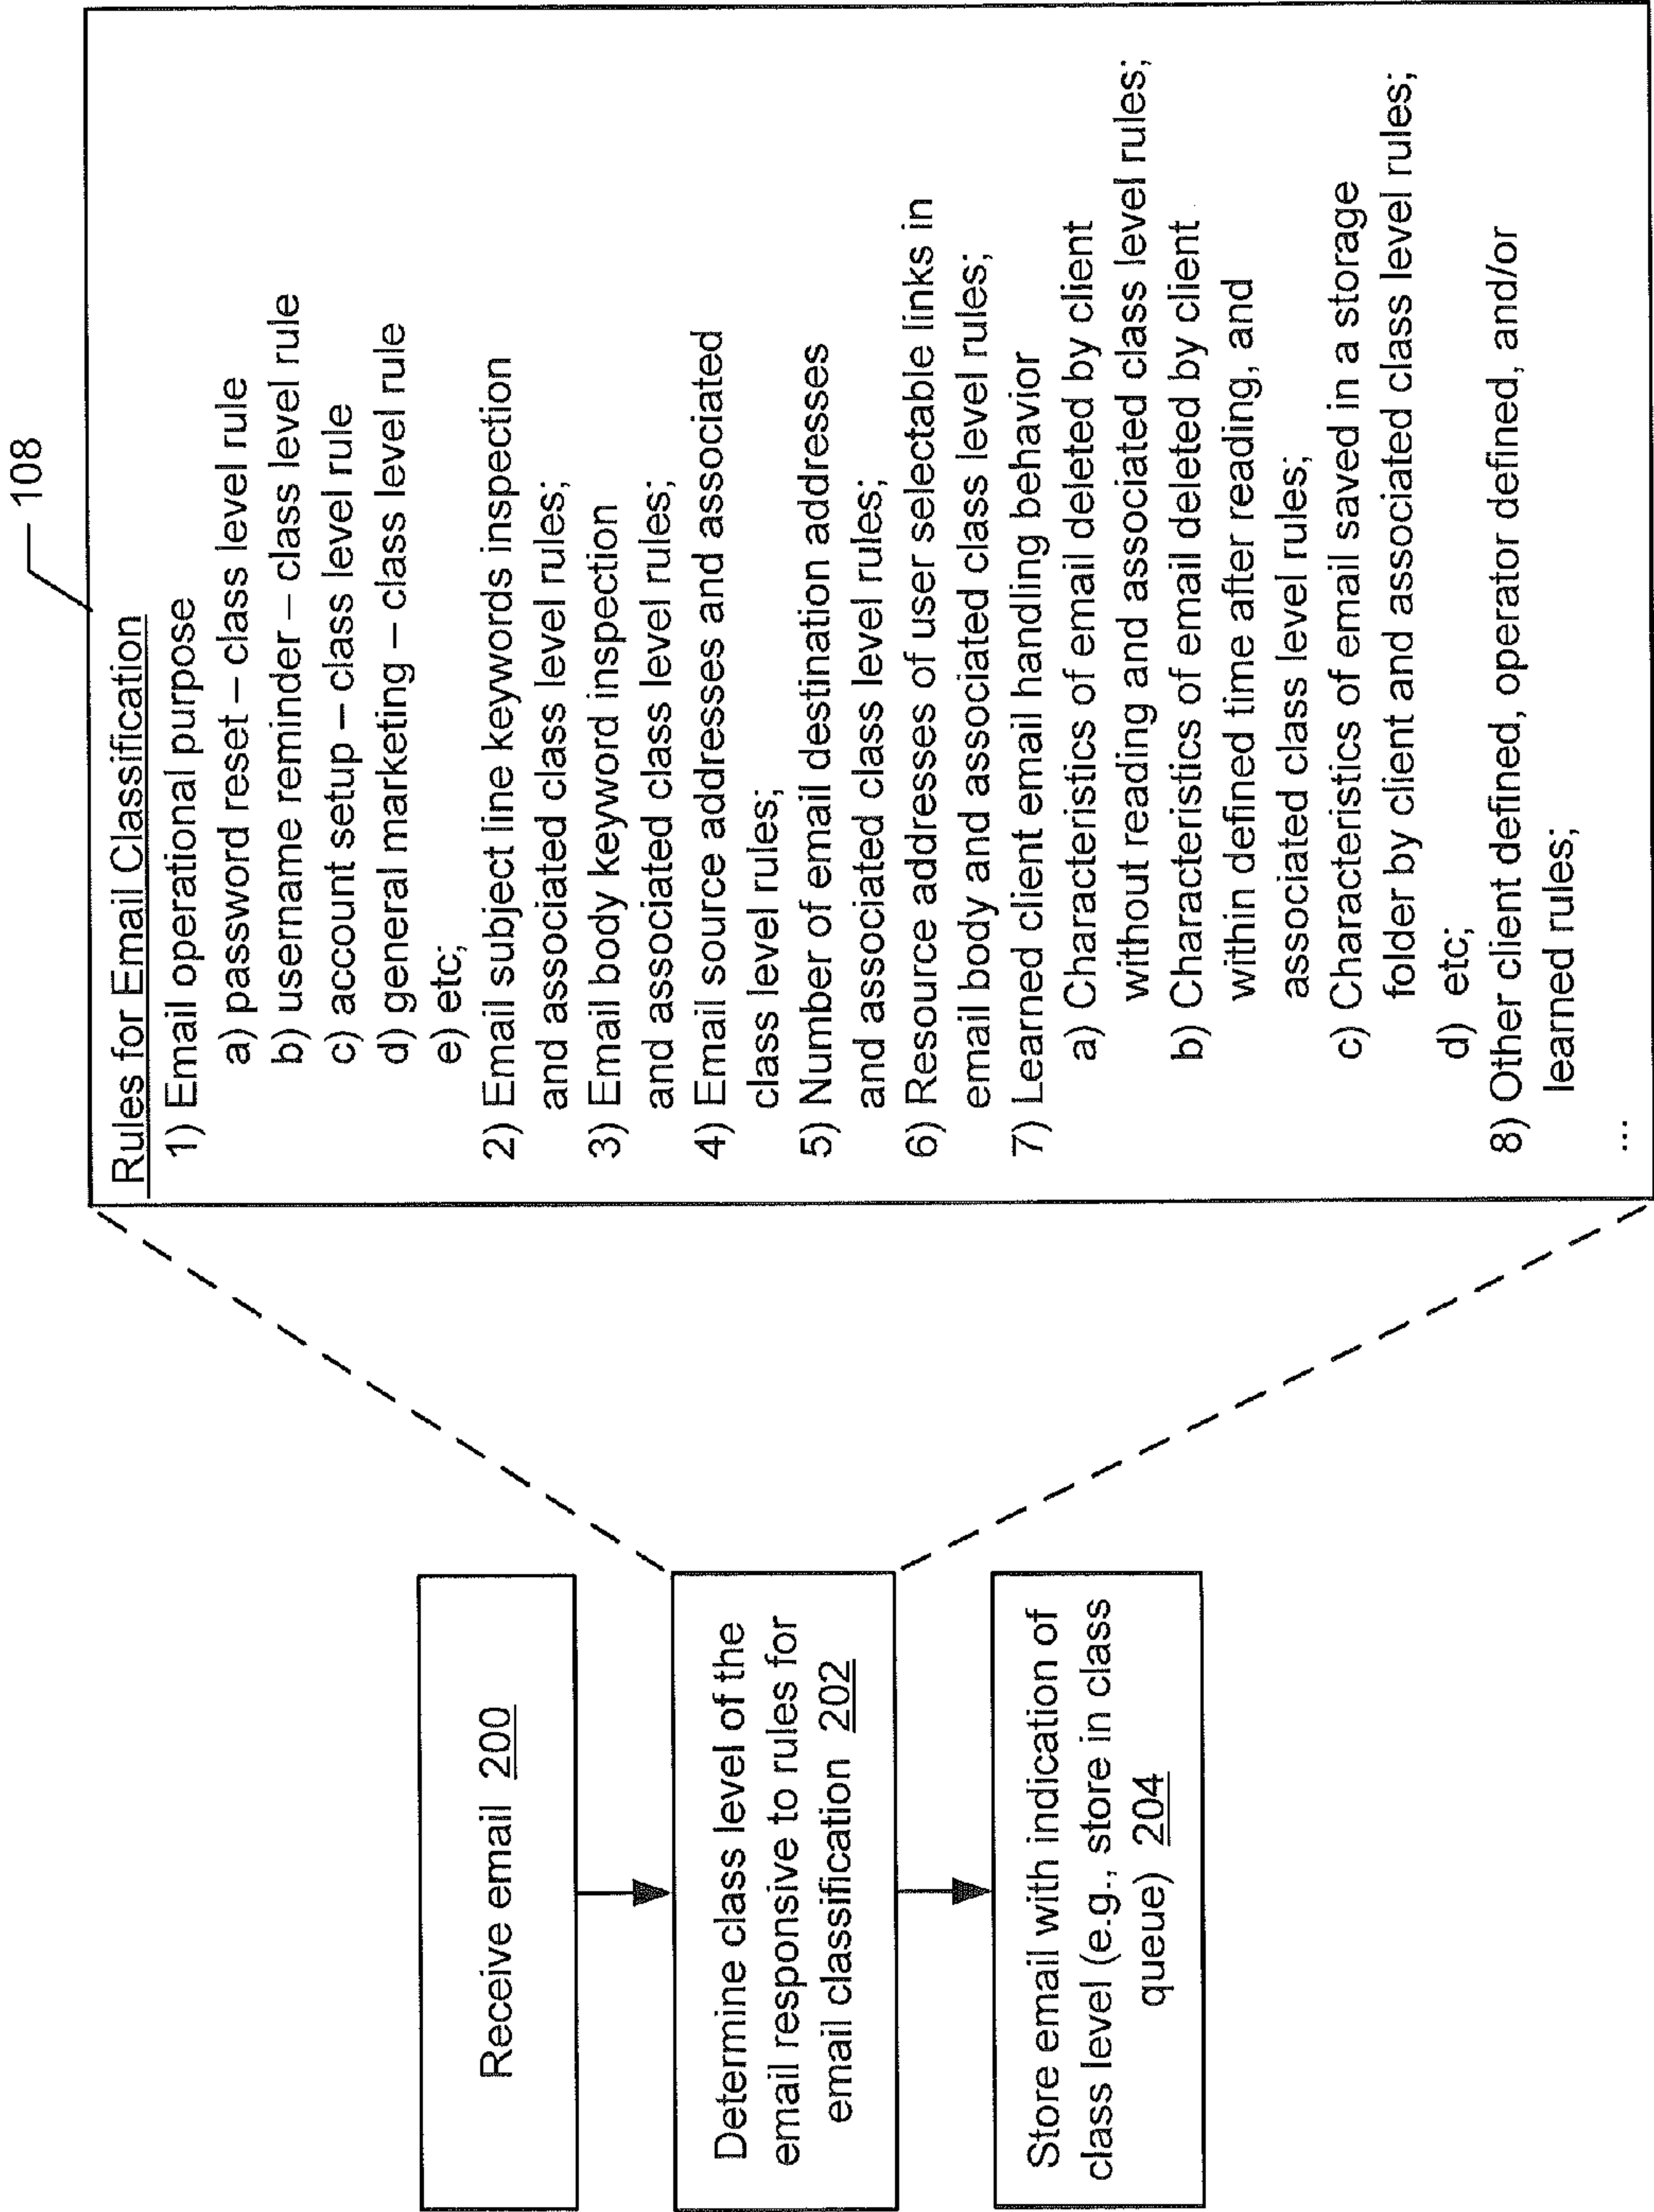 Receive email 200
Determine class level of the
email responsive to rules for
email classification 202
Store email with indication of
class level (e.g., store in class
queue) 204
108
Rules for Email Classification
1) Email operational purpose
a) password reset – class level rule
b) username reminder – class level rule
c) account setup – class level rule
d) general marketing – class level rule
e) etc;
2) Email subject line keywords inspection
and associated class level rules;
3) Email body keyword inspection
and associated class level rules;
4) Email source addresses and associated
class level rules;
5) Number of email destination addresses
and associated class level rules;
6) Resource addresses of user selectable links in
email body and associated class level rules;
7) Learned client email handling behavior
a) Characteristics of email deleted by client
without reading and associated class level rules;
b) Characteristics of email deleted by client
within defined time after reading, and
associated class level rules;
c) Characteristics of email saved in a storage
folder by client and associated class level rules;
d) etc;
8) Other client defined, operator defined, and/or
learned rules;
...